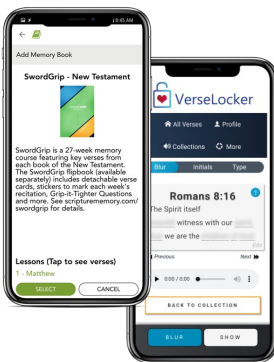 8:45 AM
Add Memory Book
SwordGrip - New Testament
SwordGrip is a 27-week memory
course featuring key verses from
each book of the New Testament.
The SwordGrip flipbook (available
separately) includes detachable verse
cards, stickers to mark each week's
recitation, Grip-it-Tighter Questions
and more. See scripturememory.com/
swordgrip for details.
Lessons (Tap to see verses)
1 - Matthew
SELECT
CANCEL
VerseLocker
All Verses Profile
Collections More
Blur Initials Type
Romans 8:16 ?
The Spirit itself
witness with our
we are the
Edit
Previous Next
0:00 / 0:00
BACK TO COLLECTION
BLUR SHOW